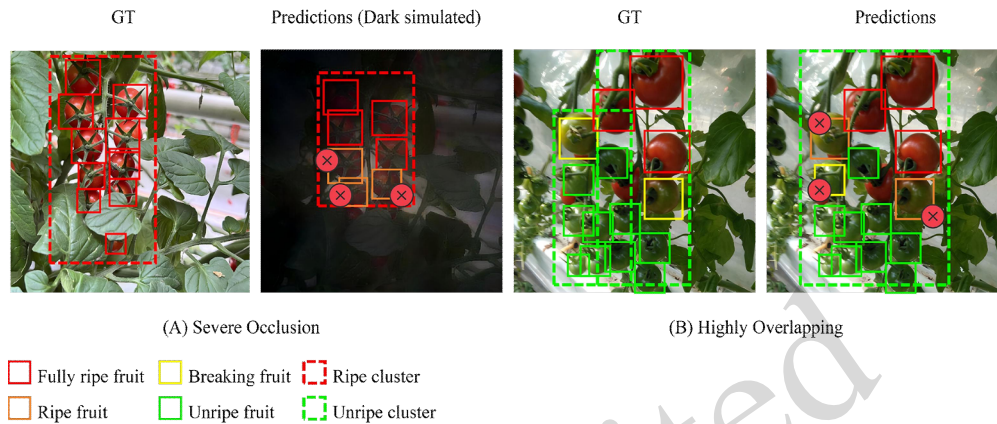 GT
Predictions (Dark simulated)
GT
Predictions
(A) Severe Occlusion
(B) Highly Overlapping
Fully ripe fruit
Breaking fruit
Ripe cluster
Ripe fruit
Unripe fruit
Unripe cluster